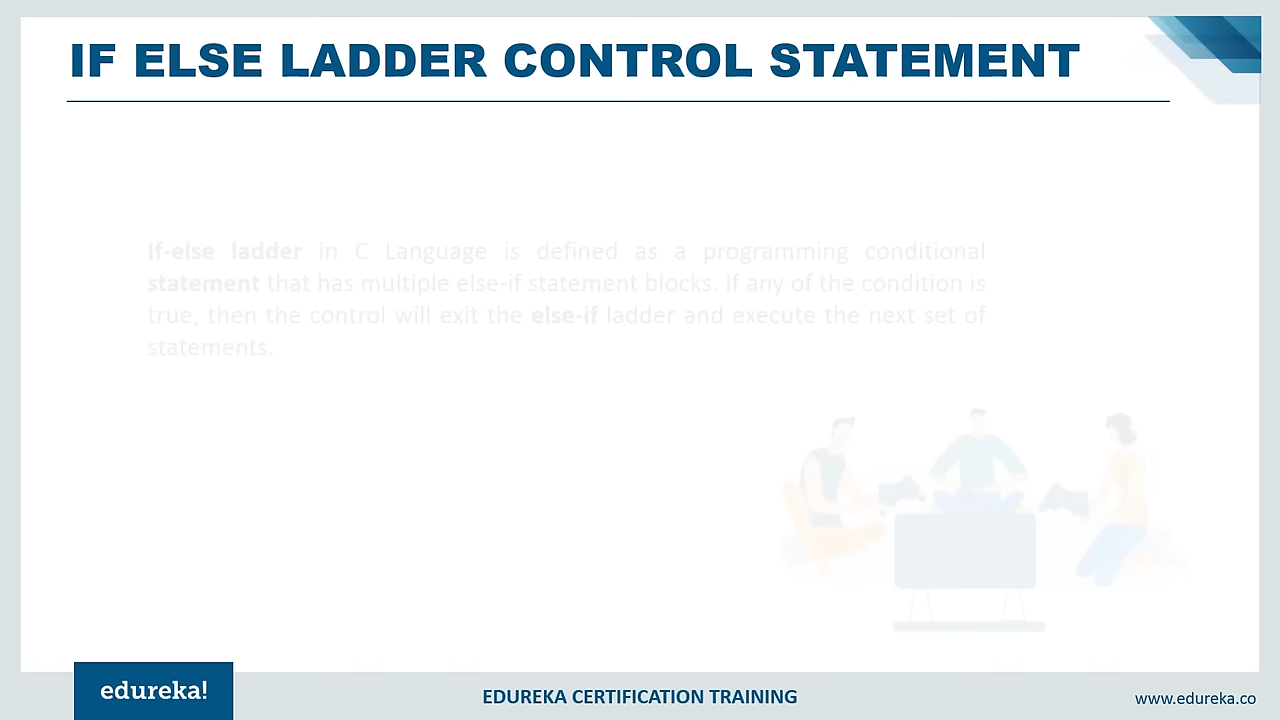 IF ELSE LADDER CONTROL STATEMENT
If-else ladder in C Language is defined as a programming conditional
statement that has multiple else-if statement blocks. If any of the condition is
true, then the control will exit the else-if ladder and execute the next set of
statements.
edureka!
EDUREKA CERTIFICATION TRAINING
www.edureka.co